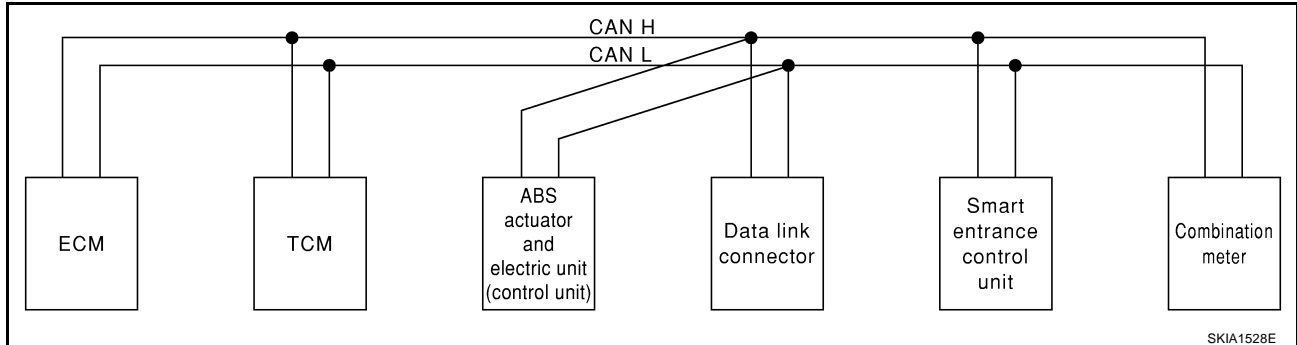 CAN H
CAN L
ECM
TCM
ABS
actuator
and
electric unit
(control unit)
Data link
connector
Smart
entrance
control
unit
Combination
meter
SKIA1528E